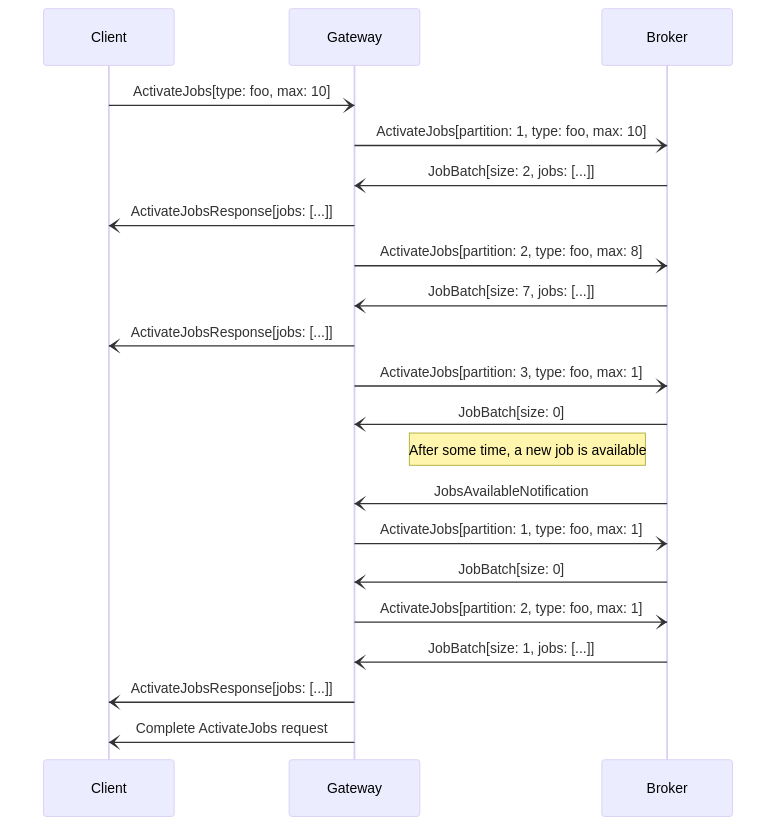 Client
Gateway
Broker
ActivateJobs[type: foo, max: 10]
ActivateJobs[partition: 1, type: foo, max: 10]
JobBatch[size: 2, jobs: [...]]
ActivateJobsResponse[jobs: [...]]
ActivateJobs[partition: 2, type: foo, max: 8]
JobBatch[size: 7, jobs: [...]]
ActivateJobsResponse[jobs: [...]]
ActivateJobs[partition: 3, type: foo, max: 1]
JobBatch[size: 0]
After some time, a new job is available
JobsAvailableNotification
ActivateJobs[partition: 1, type: foo, max: 1]
JobBatch[size: 0]
ActivateJobs[partition: 2, type: foo, max: 1]
JobBatch[size: 1, jobs: [...]]
ActivateJobsResponse[jobs: [...]]
Complete ActivateJobs request
Client
Gateway
Broker